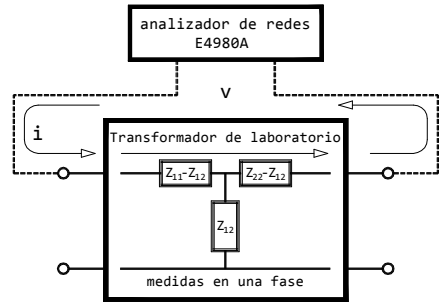 analizador de redes
E4980A
v
i
Transformador de laboratorio
Z11-Z12
Z22-Z12
Z12
medidas en una fase